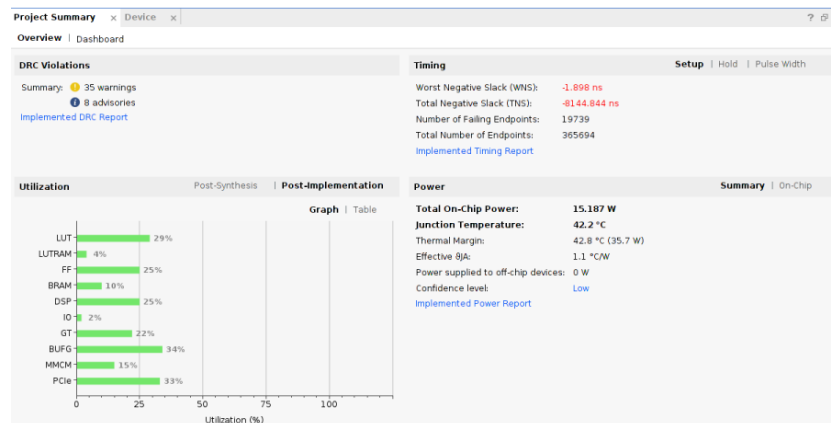 Project Summary × Device × ?
Overview | Dashboard
DRC Violations
Summary: 35 warnings
8 advisories
Implemented DRC Report
Timing Setup | Hold | Pulse Width
Worst Negative Slack (WNS): -1.898 ns
Total Negative Slack (TNS): -8144.844 ns
Number of Failing Endpoints: 19739
Total Number of Endpoints: 365694
Implemented Timing Report
Utilization Post-Synthesis | Post-Implementation
Graph | Table
LUT 29%
LUTRAM 4%
FF 25%
BRAM 10%
DSP 25%
IO 2%
GT 22%
BUFG 34%
MMCM 15%
PCIe 33%
0 25 50 75 100
Utilization (%)
Power Summary | On-Chip
Total On-Chip Power: 15.187 W
Junction Temperature: 42.2 °C
Thermal Margin: 42.8 °C (35.7 W)
Effective ϑJA: 1.1 °C/W
Power supplied to off-chip devices: 0 W
Confidence level: Low
Implemented Power Report